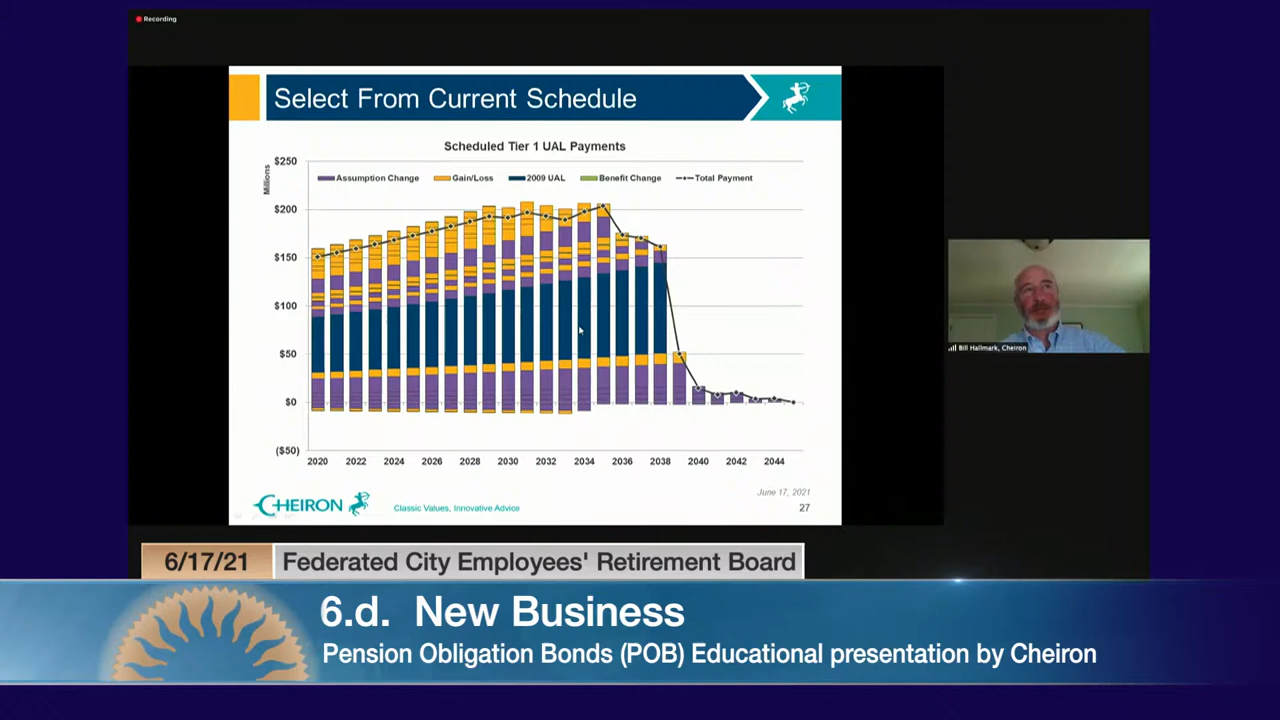 Recording
Select From Current Schedule
Scheduled Tier 1 UAL Payments
Millions
$250
$200
$150
$100
$50
$0
($50)
Assumption Change
Gain/Loss
2009 UAL
Benefit Change
Total Payment
2020 2022 2024 2026 2028 2030 2032 2034 2036 2038 2040 2042 2044
June 17, 2021
CHEIRON
Classic Values, Innovative Advice
27
Bill Hallmark, Cheiron
6/17/21 Federated City Employees' Retirement Board
6.d. New Business
Pension Obligation Bonds (POB) Educational presentation by Cheiron